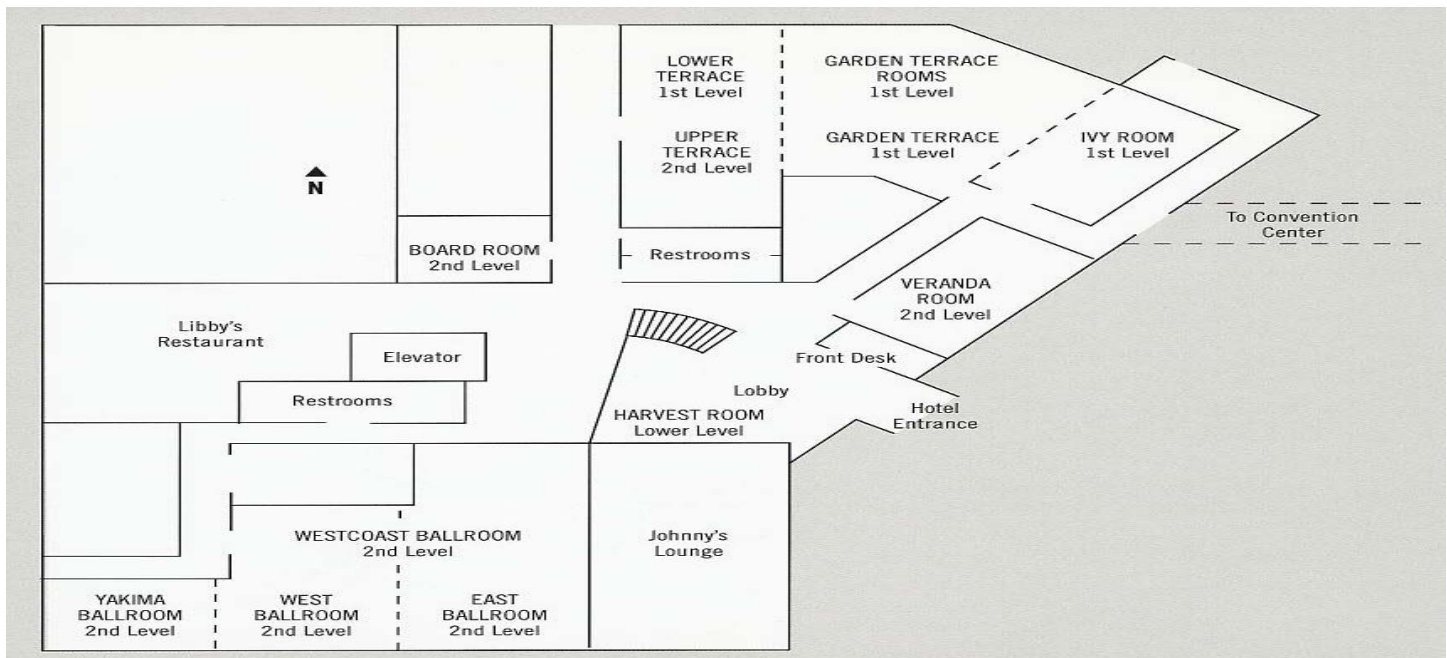 LOWER
TERRACE
1st Level
GARDEN TERRACE
ROOMS
1st Level
UPPER
TERRACE
2nd Level
GARDEN TERRACE
1st Level
IVY ROOM
1st Level
N
To Convention
Center
BOARD ROOM
2nd Level
Restrooms
VERANDA
ROOM
2nd Level
Libby's
Restaurant
Elevator
Front Desk
Restrooms
Lobby
HARVEST ROOM
Lower Level
Hotel
Entrance
WESTCOAST BALLROOM
2nd Level
Johnny's
Lounge
YAKIMA
BALLROOM
2nd Level
WEST
BALLROOM
2nd Level
EAST
BALLROOM
2nd Level